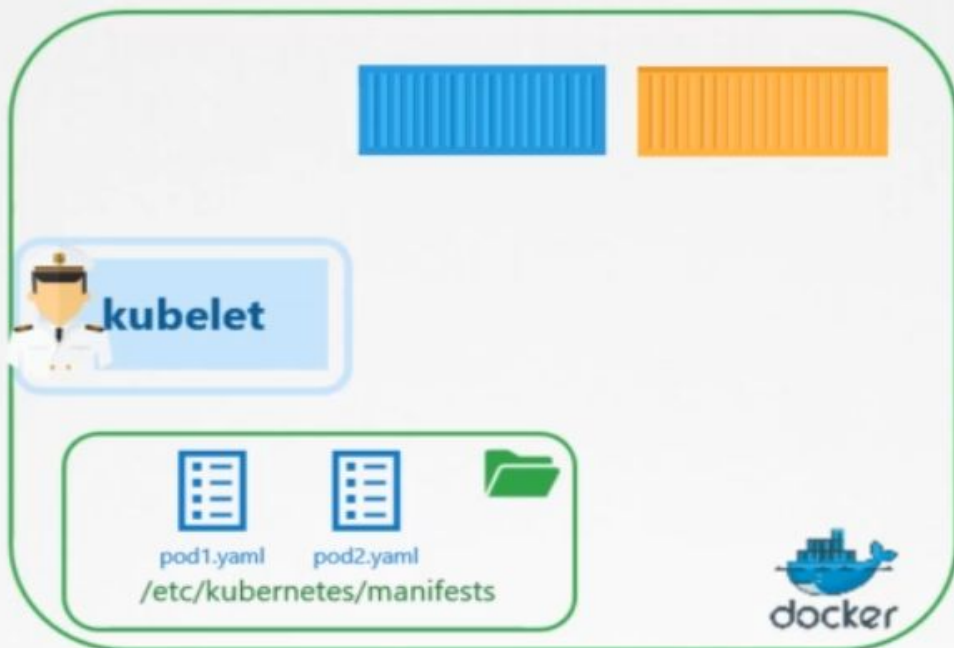 kubelet
pod1.yaml
pod2.yaml
/etc/kubernetes/manifests
docker